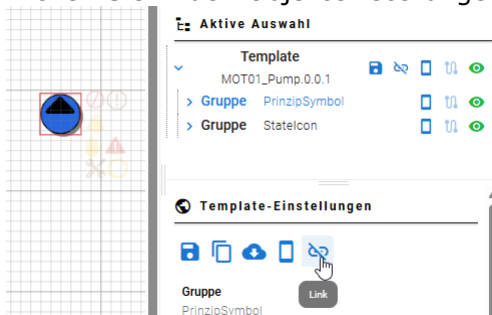 Aktive Auswahl
Template
MOT01_Pump.0.0.1
Gruppe PrinzipSymbol
Gruppe StateIcon
Template-Einstellungen
Link
Gruppe
PrinzipSymbol